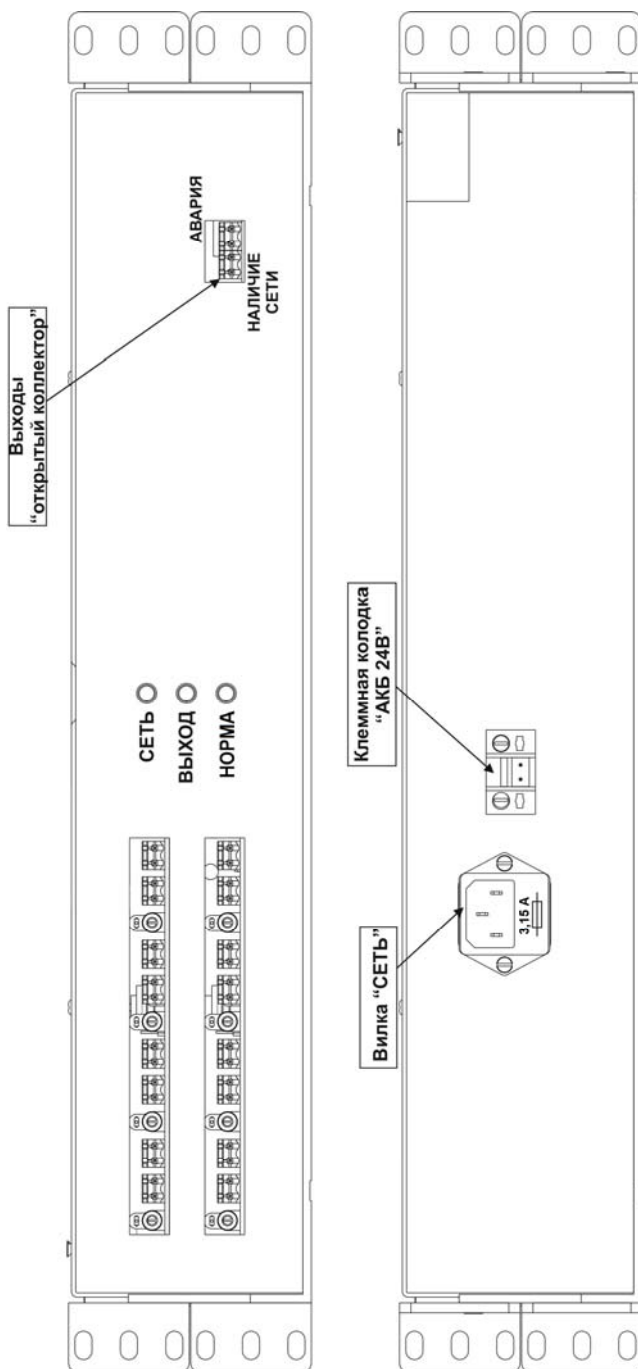 Выходы
“открытый коллектор”
АВАРИЯ
НАЛИЧИЕ
СЕТИ
СЕТЬ
ВЫХОД
НОРМА
Клеммная колодка
“АКБ 24В”
Вилка “СЕТЬ”
3,15 А